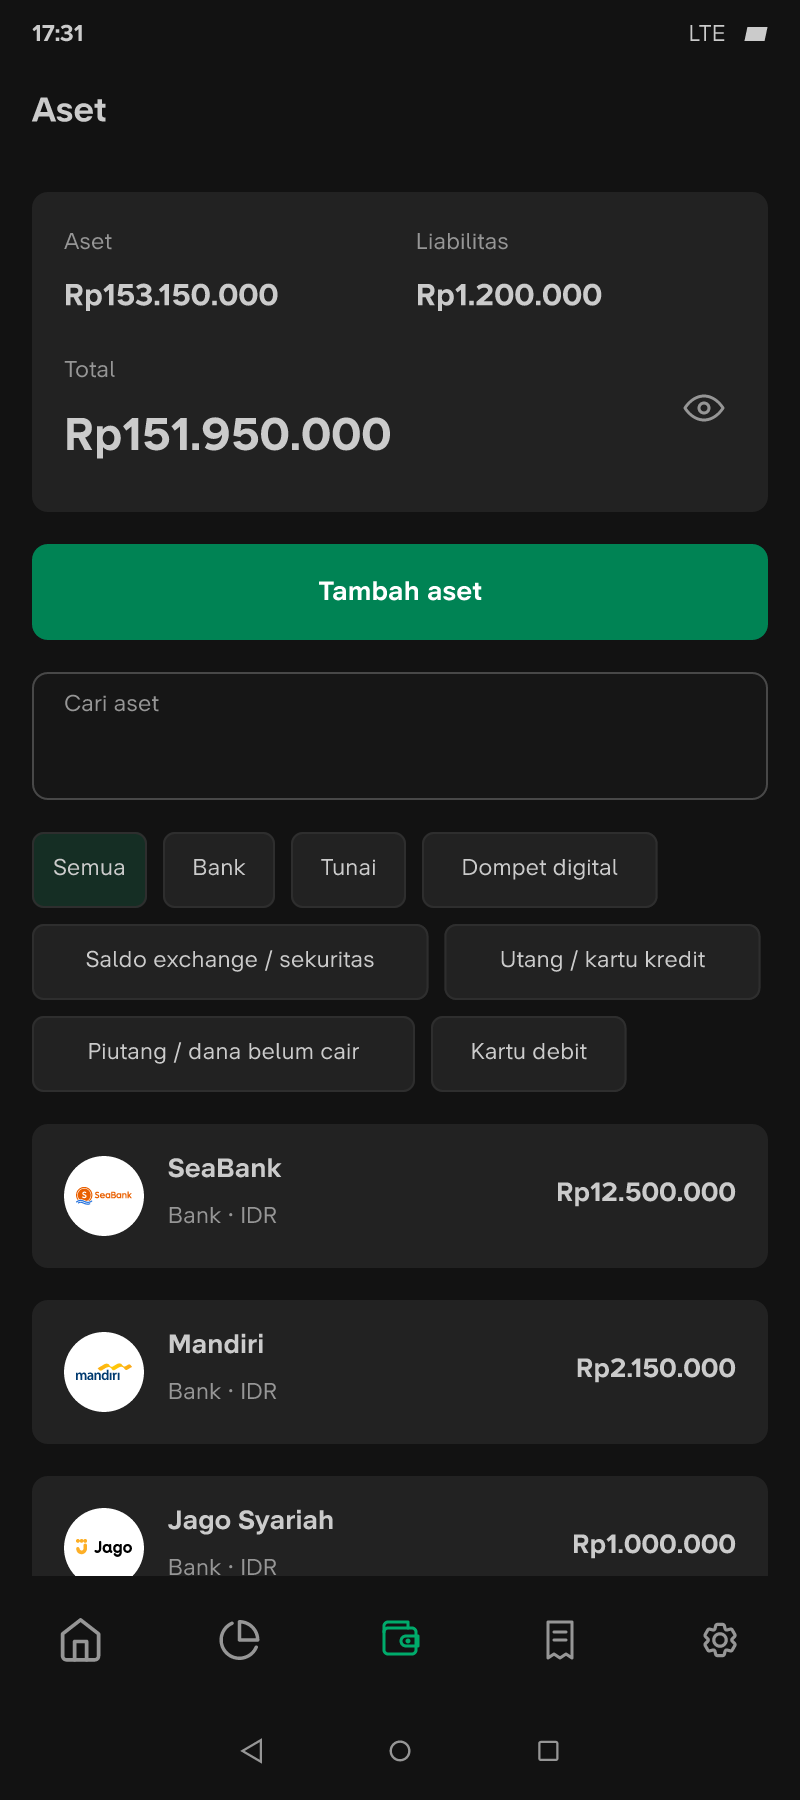 17:31
LTE
Aset
Aset
Liabilitas
Rp153.150.000
Rp1.200.000
Total
Rp151.950.000
Tambah aset
Cari aset
Semua
Bank
Tunai
Dompet digital
Saldo exchange / sekuritas
Utang / kartu kredit
Piutang / dana belum cair
Kartu debit
SeaBank
SeaBank
Bank · IDR
Rp12.500.000
mandiri
Mandiri
Bank · IDR
Rp2.150.000
Jago
Jago Syariah
Bank · IDR
Rp1.000.000